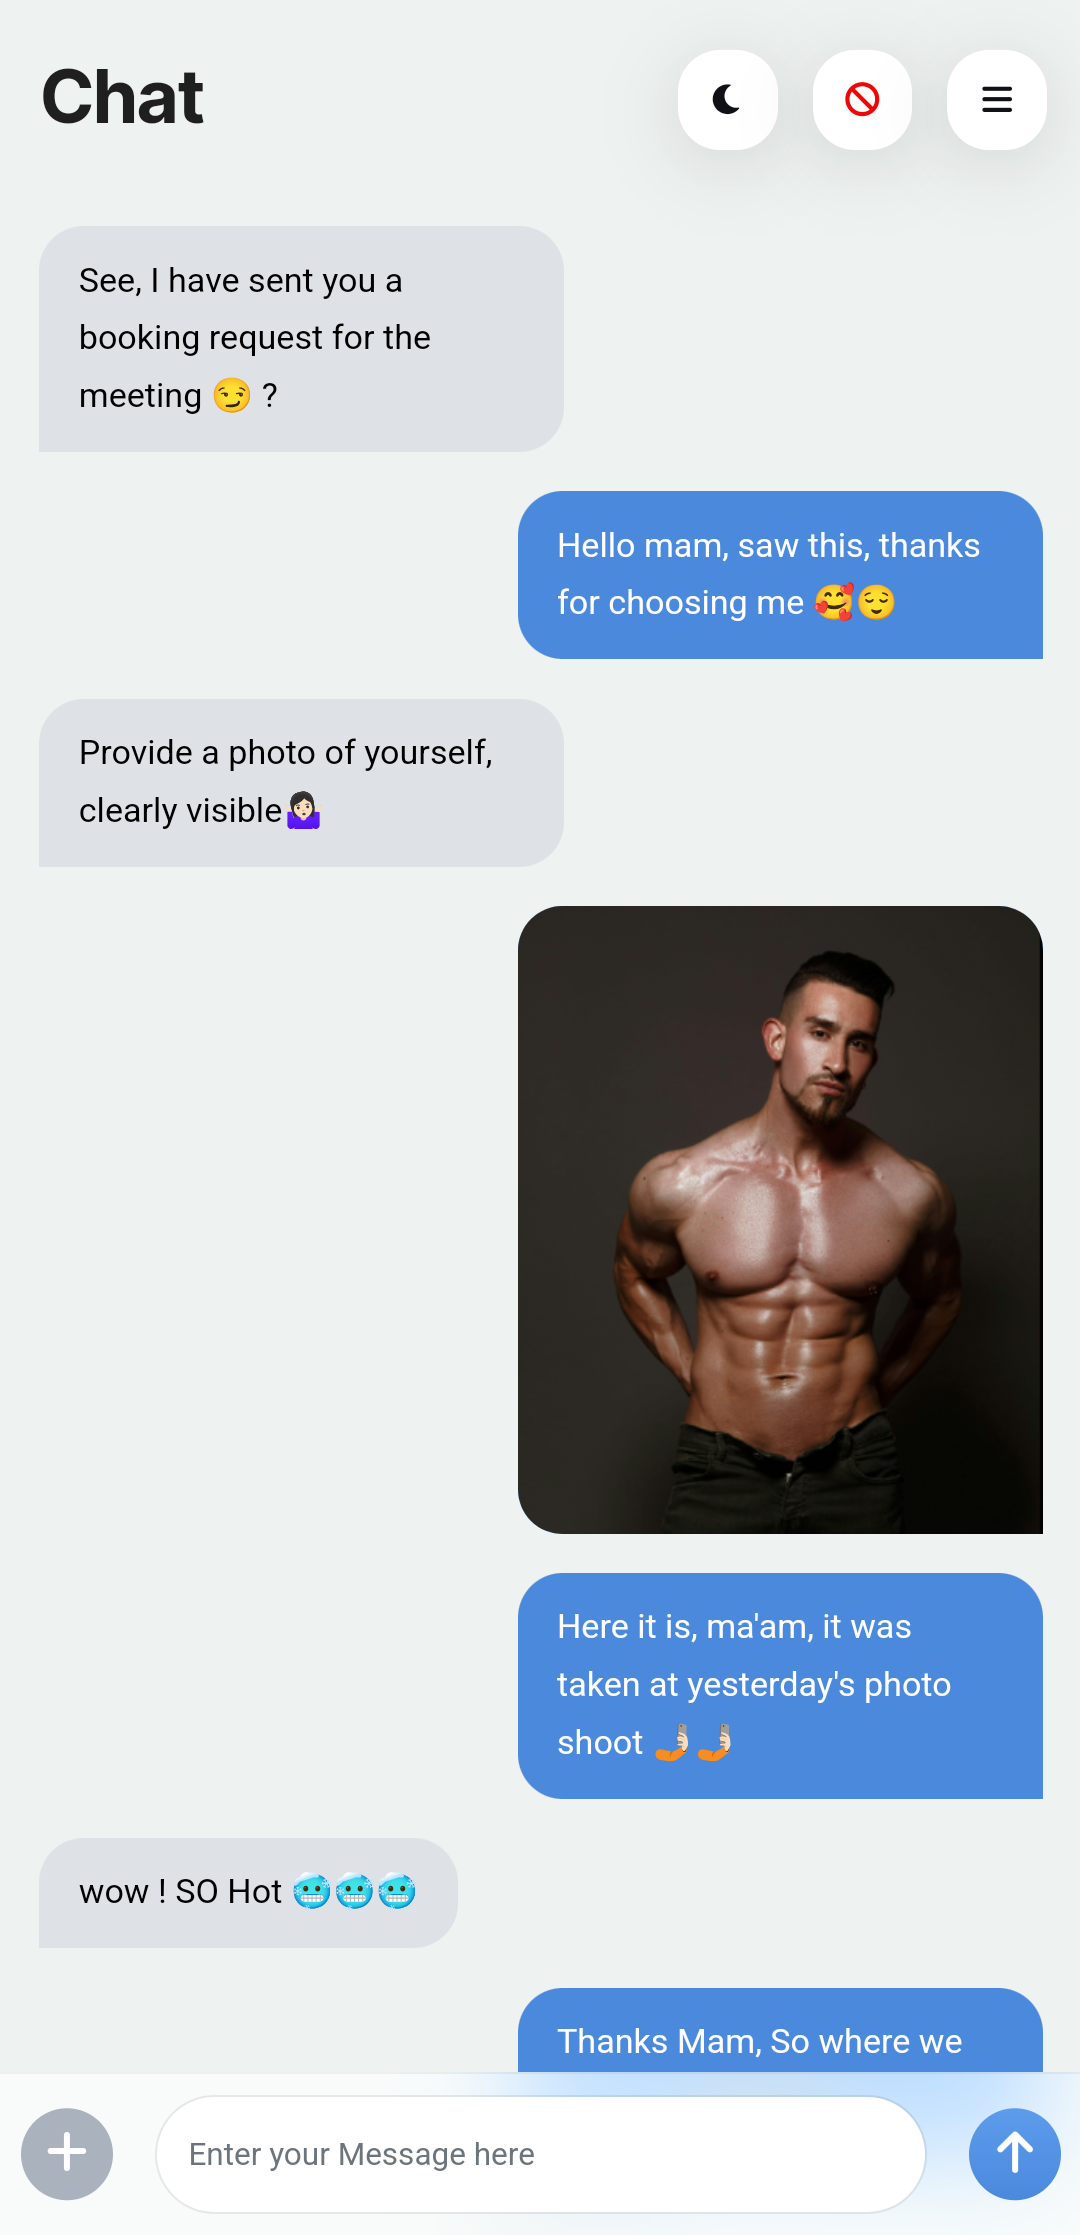 Chat
See, I have sent you a
booking request for the
meeting 😏 ?
Hello mam, saw this, thanks
for choosing me 🥰😌
Provide a photo of yourself,
clearly visible🤷🏻‍♀️
Here it is, ma'am, it was
taken at yesterday's photo
shoot 🤳🏻🤳🏻
wow ! SO Hot 🥶🥶🥶
Thanks Mam, So where we
Enter your Message here